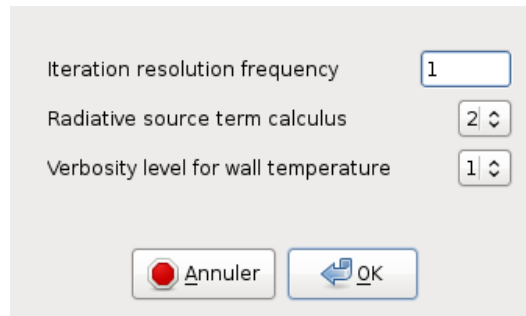 Iteration resolution frequency 1
Radiative source term calculus 2
Verbosity level for wall temperature 1
Annuler OK